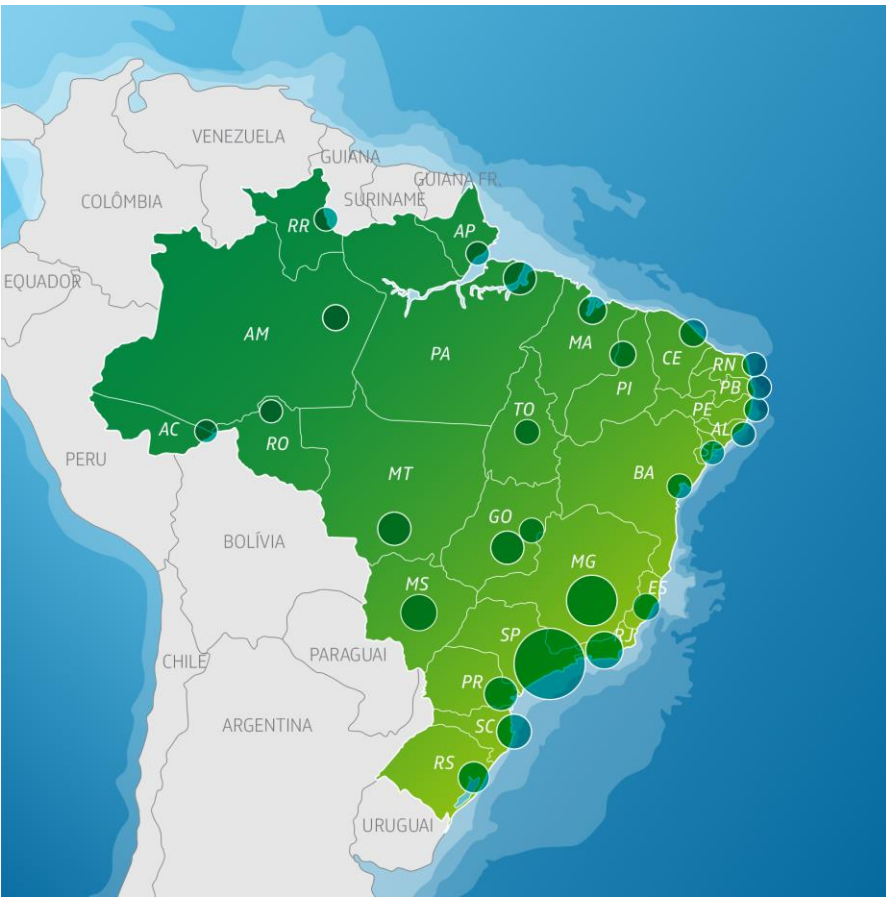 VENEZUELA
GUIANA
GUIANA FR.
SURINAME
COLÔMBIA
RR
AP
EQUADOR
AM
PA
MA
CE
RN
PB
PI
PE
TO
AL
SE
AC
RO
PERU
MT
BA
GO
BOLÍVIA
MG
MS
ES
SP
RJ
PARAGUAI
CHILE
PR
SC
ARGENTINA
RS
URUGUAI